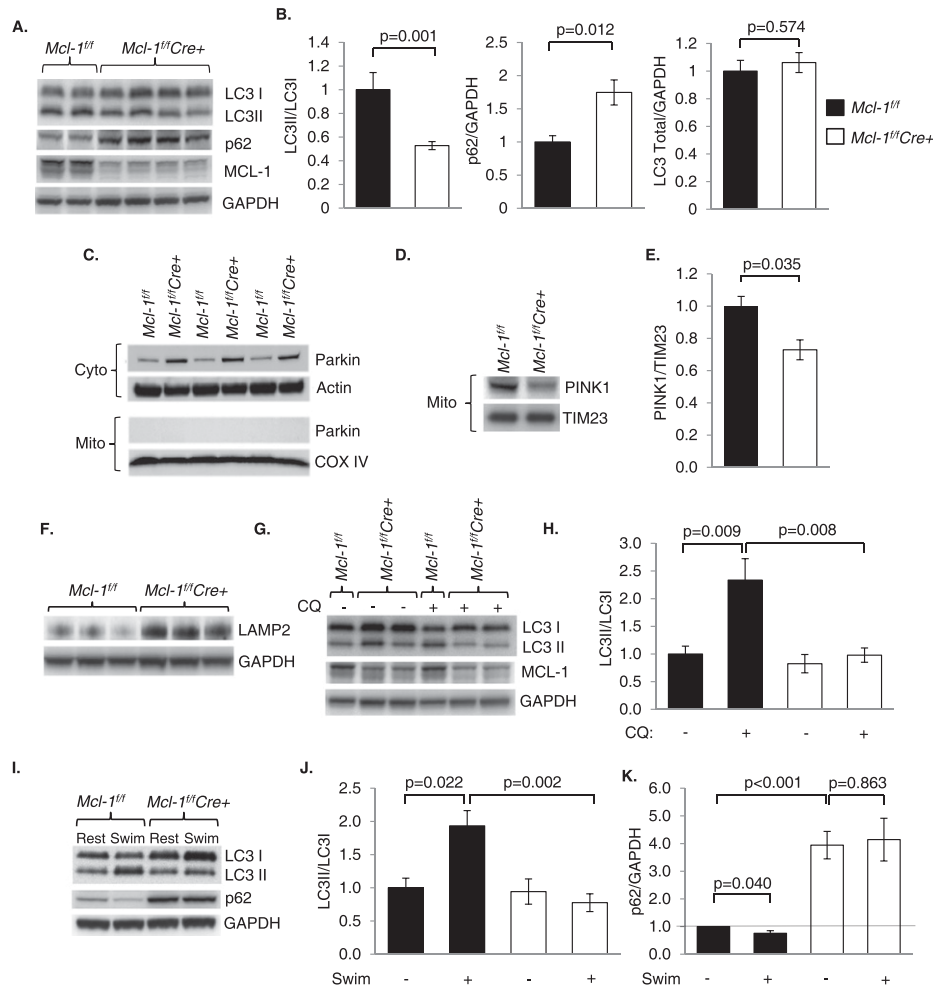 A.
Mcl-1f/f Mcl-1f/fCre+
LC3 I
LC3II
p62
MCL-1
GAPDH
B.
p=0.001
LC3II/LC3I
1.4
1.2
1
0.8
0.6
0.4
0.2
0
p=0.012
p62/GAPDH
2.5
2
1.5
1
0.5
0
p=0.574
LC3 Total/GAPDH
1.2
1
0.8
0.6
0.4
0.2
0
Mcl-1f/f
Mcl-1f/fCre+
C.
Mcl-1f/f Mcl-1f/fCre+ Mcl-1f/f Mcl-1f/fCre+ Mcl-1f/f Mcl-1f/fCre+
Cyto
Parkin
Actin
Mito
Parkin
COX IV
D.
Mcl-1f/f Mcl-1f/fCre+
Mito
PINK1
TIM23
E.
p=0.035
PINK1/TIM23
1.2
1.0
0.8
0.6
0.4
0.2
0.0
F.
Mcl-1f/f Mcl-1f/fCre+
LAMP2
GAPDH
G.
Mcl-1f/f Mcl-1f/fCre+ Mcl-1f/f Mcl-1f/fCre+
CQ - - - + + +
LC3 I
LC3 II
MCL-1
GAPDH
H.
p=0.009 p=0.008
LC3II/LC3I
3.0
2.5
2.0
1.5
1.0
0.5
0.0
CQ: - + - +
I.
Mcl-1f/f Mcl-1f/fCre+
Rest Swim Rest Swim
LC3 I
LC3 II
p62
GAPDH
J.
p=0.022 p=0.002
LC3II/LC3I
2.5
2.0
1.5
1.0
0.5
0.0
Swim - + - +
K.
p<0.001 p=0.863
p=0.040
p62/GAPDH
6.0
5.0
4.0
3.0
2.0
1.0
0.0
Swim - + - +